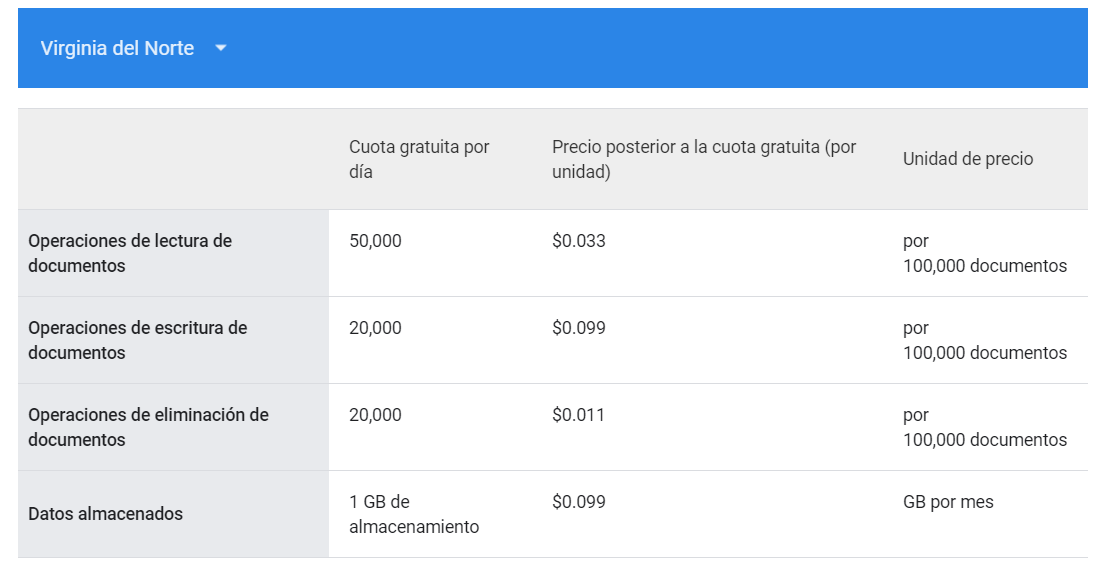 Virginia del Norte
Cuota gratuita por
día
Precio posterior a la cuota gratuita (por
unidad)
Unidad de precio
Operaciones de lectura de
documentos
50,000
$0.033
por
100,000 documentos
Operaciones de escritura de
documentos
20,000
$0.099
por
100,000 documentos
Operaciones de eliminación de
documentos
20,000
$0.011
por
100,000 documentos
Datos almacenados
1 GB de
almacenamiento
$0.099
GB por mes